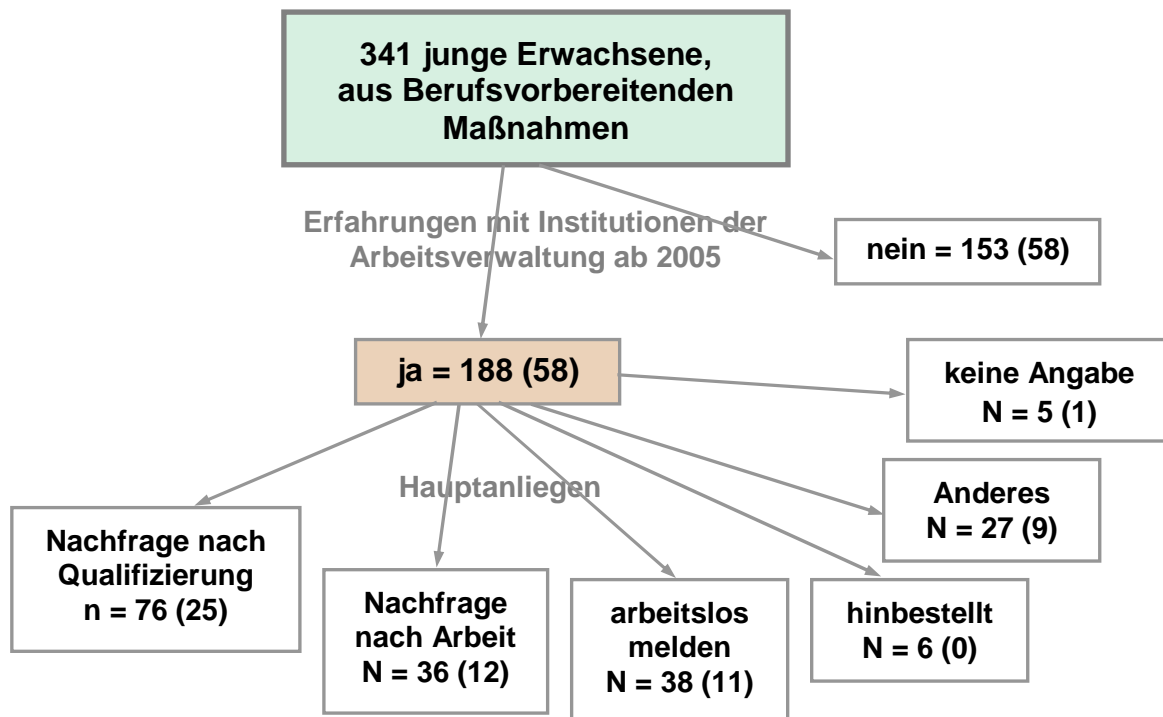 341 junge Erwachsene,
aus Berufsvorbereitenden
Maßnahmen
Erfahrungen mit Institutionen der
Arbeitsverwaltung ab 2005
nein = 153 (58)
ja = 188 (58)
keine Angabe
N = 5 (1)
Hauptanliegen
Anderes
N = 27 (9)
Nachfrage nach
Qualifizierung
n = 76 (25)
Nachfrage
nach Arbeit
N = 36 (12)
arbeitslos
melden
N = 38 (11)
hinbestellt
N = 6 (0)